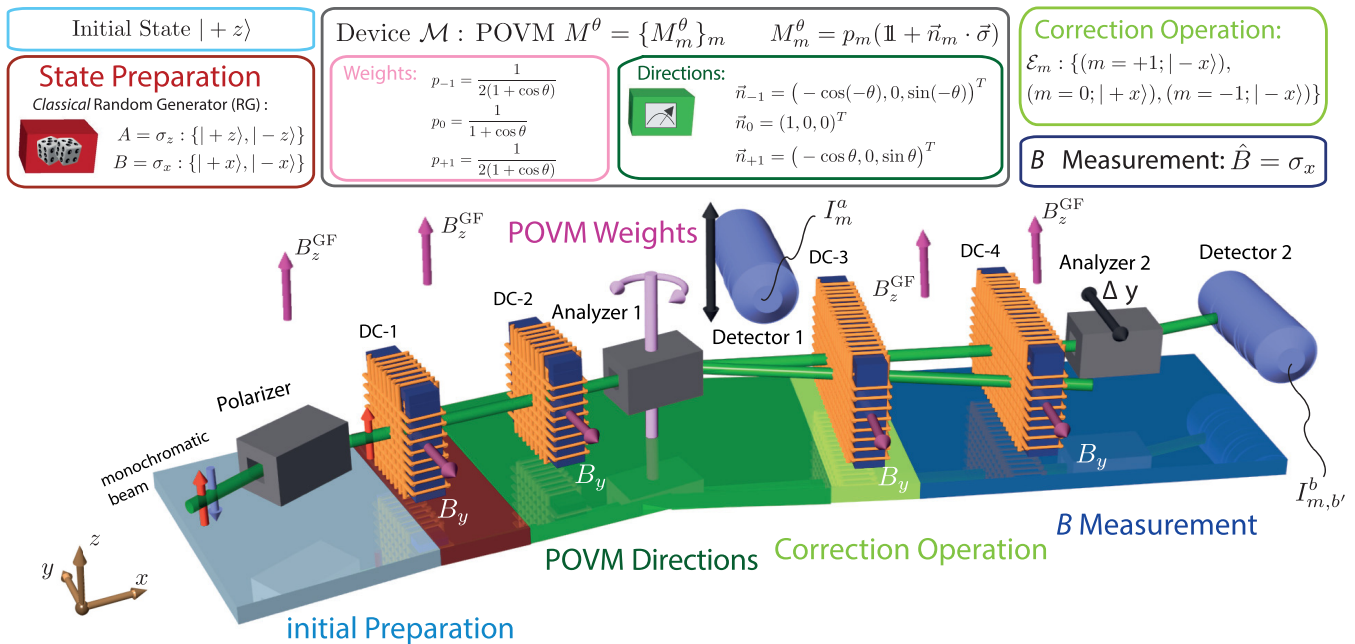 Initial State |+z⟩
State Preparation
Classical Random Generator (RG) :
A = σ_z : {|+z⟩, |−z⟩}
B = σ_x : {|+x⟩, |−x⟩}
Device ℳ : POVM M^θ = {M_m^θ}_m M_m^θ = p_m(𝟙 + n⃗_m · σ⃗)
Weights:
p_{−1} = 1/(2(1 + cos θ))
p_0 = 1/(1 + cos θ)
p_{+1} = 1/(2(1 + cos θ))
Directions:
n⃗_{−1} = (− cos(−θ), 0, sin(−θ))^T
n⃗_0 = (1, 0, 0)^T
n⃗_{+1} = (− cos θ, 0, sin θ)^T
Correction Operation:
ℰ_m : {(m = +1; |−x⟩),
(m = 0; |+x⟩), (m = −1; |−x⟩)}
B Measurement: B̂ = σ_x
B_z^GF
B_z^GF
POVM Weights
I_m^a
DC-3
B_z^GF
DC-4
B_z^GF
Analyzer 2
Detector 2
Δ y
DC-1
DC-2
Analyzer 1
Detector 1
Polarizer
monochromatic
beam
B_y
B_y
B_y
B_y
I_{m,b′}^b
z
y
x
POVM Directions
Correction Operation
B Measurement
initial Preparation